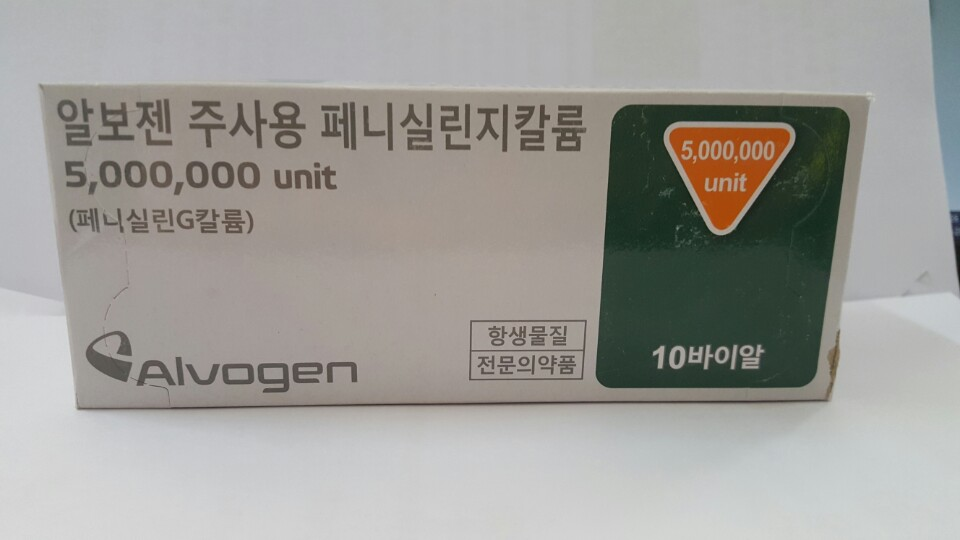 알보젠 주사용 페니실린지칼륨
5,000,000 unit
(페니실린G칼륨)
Alvogen
항생물질
전문의약품
5,000,000
unit
10바이알